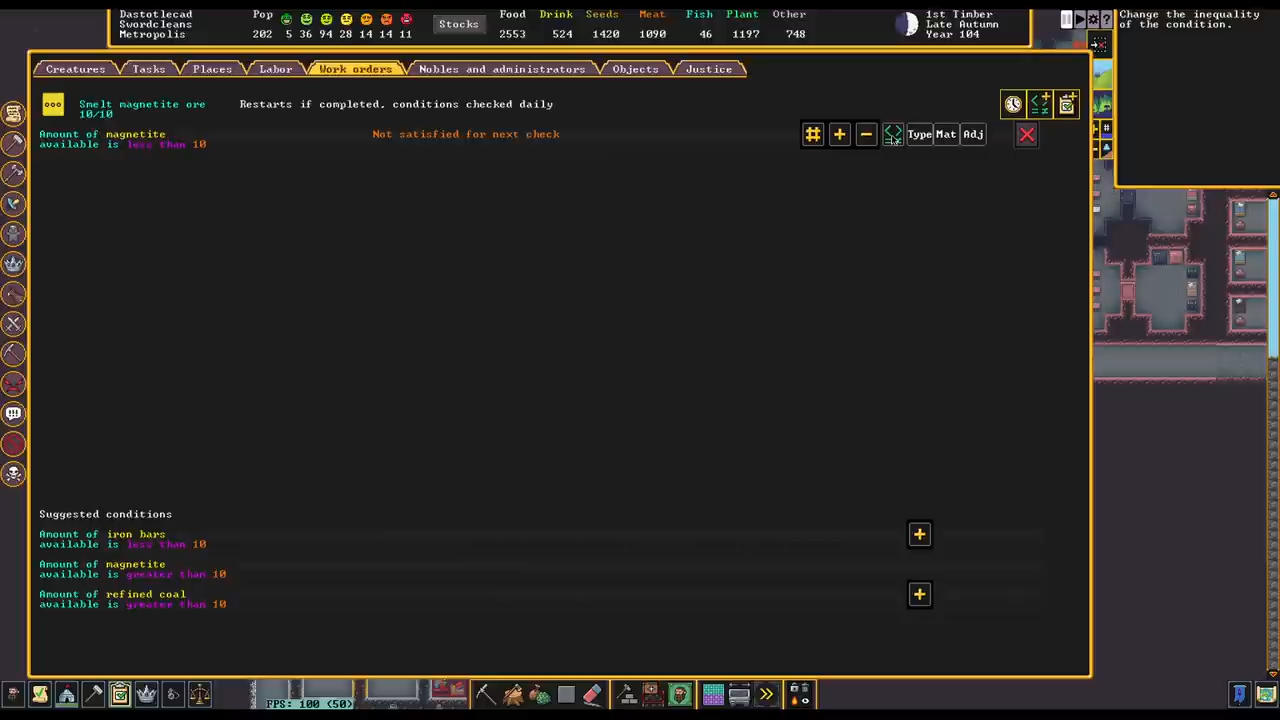 Dastotlecad
Swordcleans
Metropolis
Pop
202 5 36 94 28 14 14 11
Stocks
Food Drink Seeds Meat Fish Plant Other
2553 524 1420 1090 46 1197 748
1st Timber
Late Autumn
Year 104
Change the inequality
of the condition.
Creatures Tasks Places Labor Work orders Nobles and administrators Objects Justice
Smelt magnetite ore
10/10
Restarts if completed, conditions checked daily
Amount of magnetite
available is less than 10
Not satisfied for next check
Type Mat Adj
Suggested conditions
Amount of iron bars
available is less than 10
Amount of magnetite
available is greater than 10
Amount of refined coal
available is greater than 10
FPS: 100 (50)